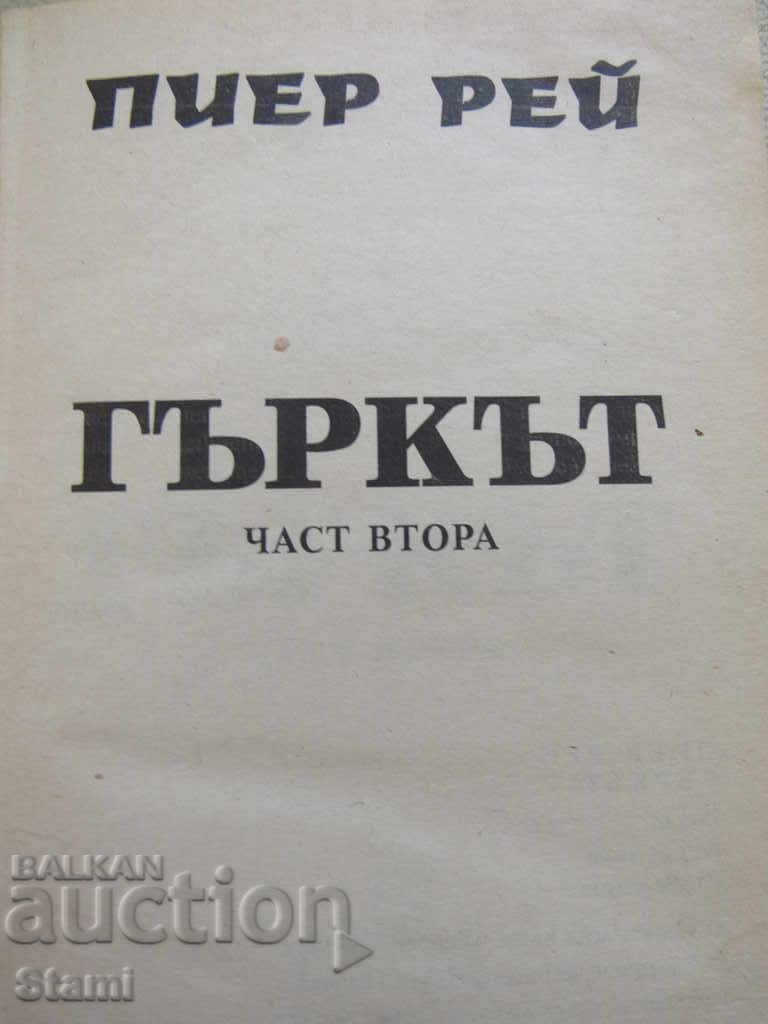 ПИЕР РЕЙ
ГЪРКЪТ
ЧАСТ ВТОРА
BALKAN
auction
Stami